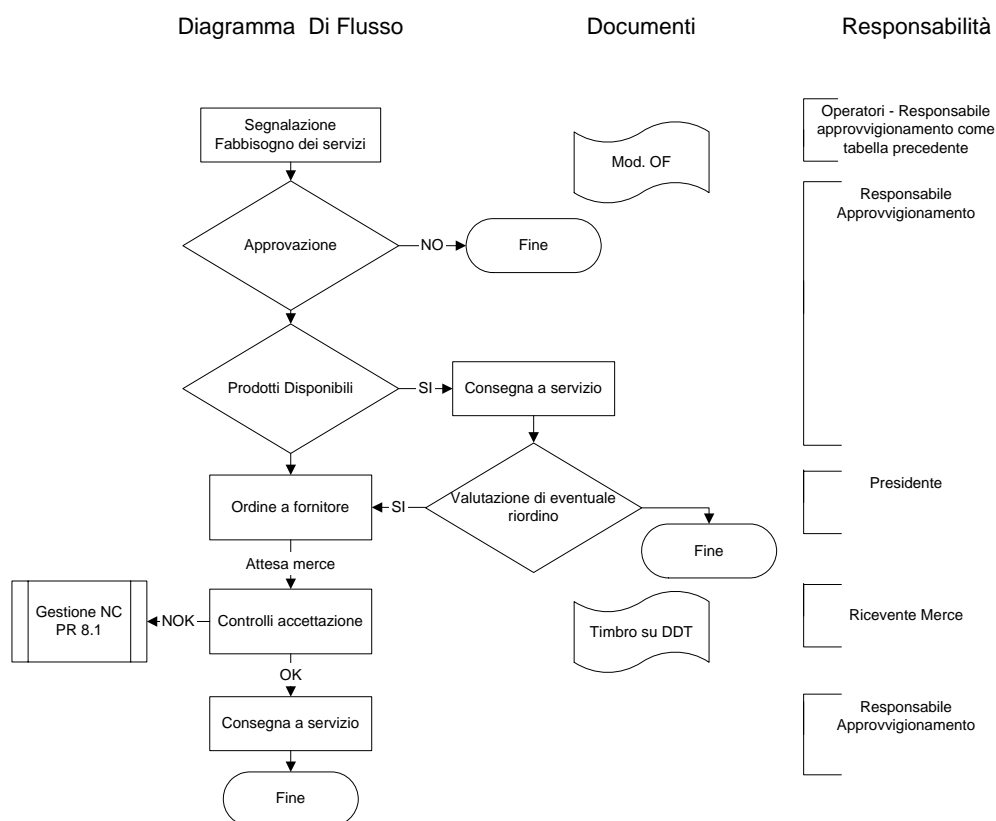 Diagramma Di Flusso
Documenti
Responsabilità
Segnalazione
Fabbisogno dei servizi
Mod. OF
Operatori - Responsabile
approvvigionamento come
tabella precedente
Responsabile
Approvvigionamento
Approvazione
NO
Fine
Prodotti Disponibili
SI
Consegna a servizio
Ordine a fornitore
SI
Valutazione di eventuale
riordino
Presidente
Fine
Attesa merce
Gestione NC
PR 8.1
NOK
Controlli accettazione
Timbro su DDT
Ricevente Merce
OK
Consegna a servizio
Responsabile
Approvvigionamento
Fine